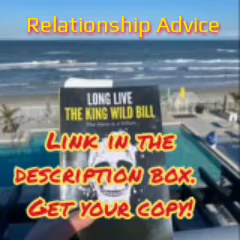 Relationship Advice
LONG LIVE
THE KING WILD BILL
Link in the
description box.
Get your copy!